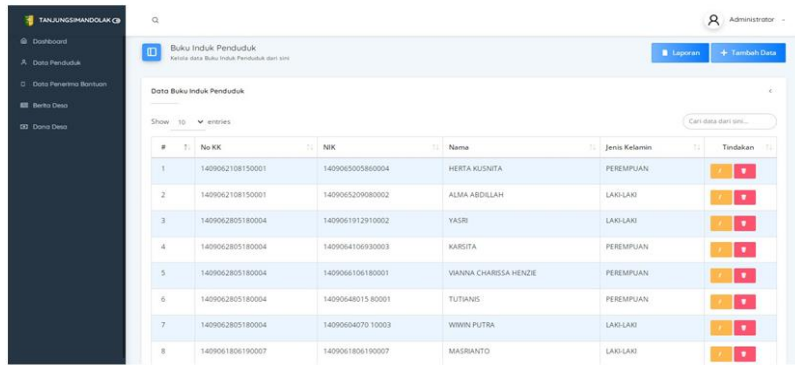 TANJUNGSIMANDOLAK
Administrator
Dashboard
Data Penduduk
Data Penerima Bantuan
Berita Desa
Dana Desa
Buku Induk Penduduk
Kelola data Buku Induk Penduduk dari sini
Laporan
+ Tambah Data
Data Buku Induk Penduduk
Show 10 entries
Cari data dari sini...
# No KK NIK Nama Jenis Kelamin Tindakan
1 1409062108150001 1409065005860004 HERTA KUSNITA PEREMPUAN
2 1409062108150001 1409065209080002 ALMA ABDILLAH LAKI-LAKI
3 1409062805180004 1409061912910002 YASRI LAKI-LAKI
4 1409062805180004 1409064106930003 KARSITA PEREMPUAN
5 1409062805180004 1409066106180001 VIANNA CHARISSA HENZIE PEREMPUAN
6 1409062805180004 14090648015 80001 TUTIANIS PEREMPUAN
7 1409062805180004 14090604070 10003 WIWIN PUTRA LAKI-LAKI
8 1409061806190007 1409061806190007 MASRIANTO LAKI-LAKI